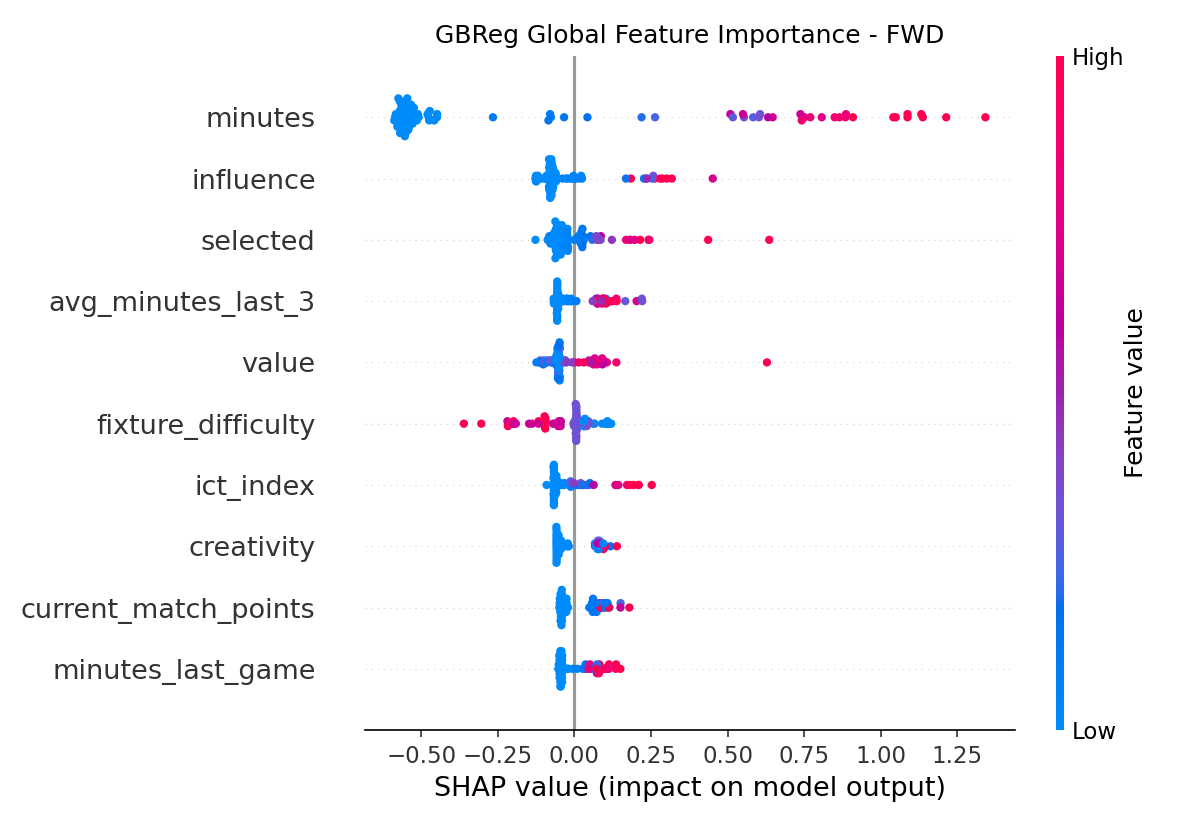 GBReg Global Feature Importance - FWD
High
minutes
influence
selected
avg_minutes_last_3
value
fixture_difficulty
ict_index
creativity
current_match_points
minutes_last_game
Feature value
Low
−0.50 −0.25 0.00 0.25 0.50 0.75 1.00 1.25
SHAP value (impact on model output)